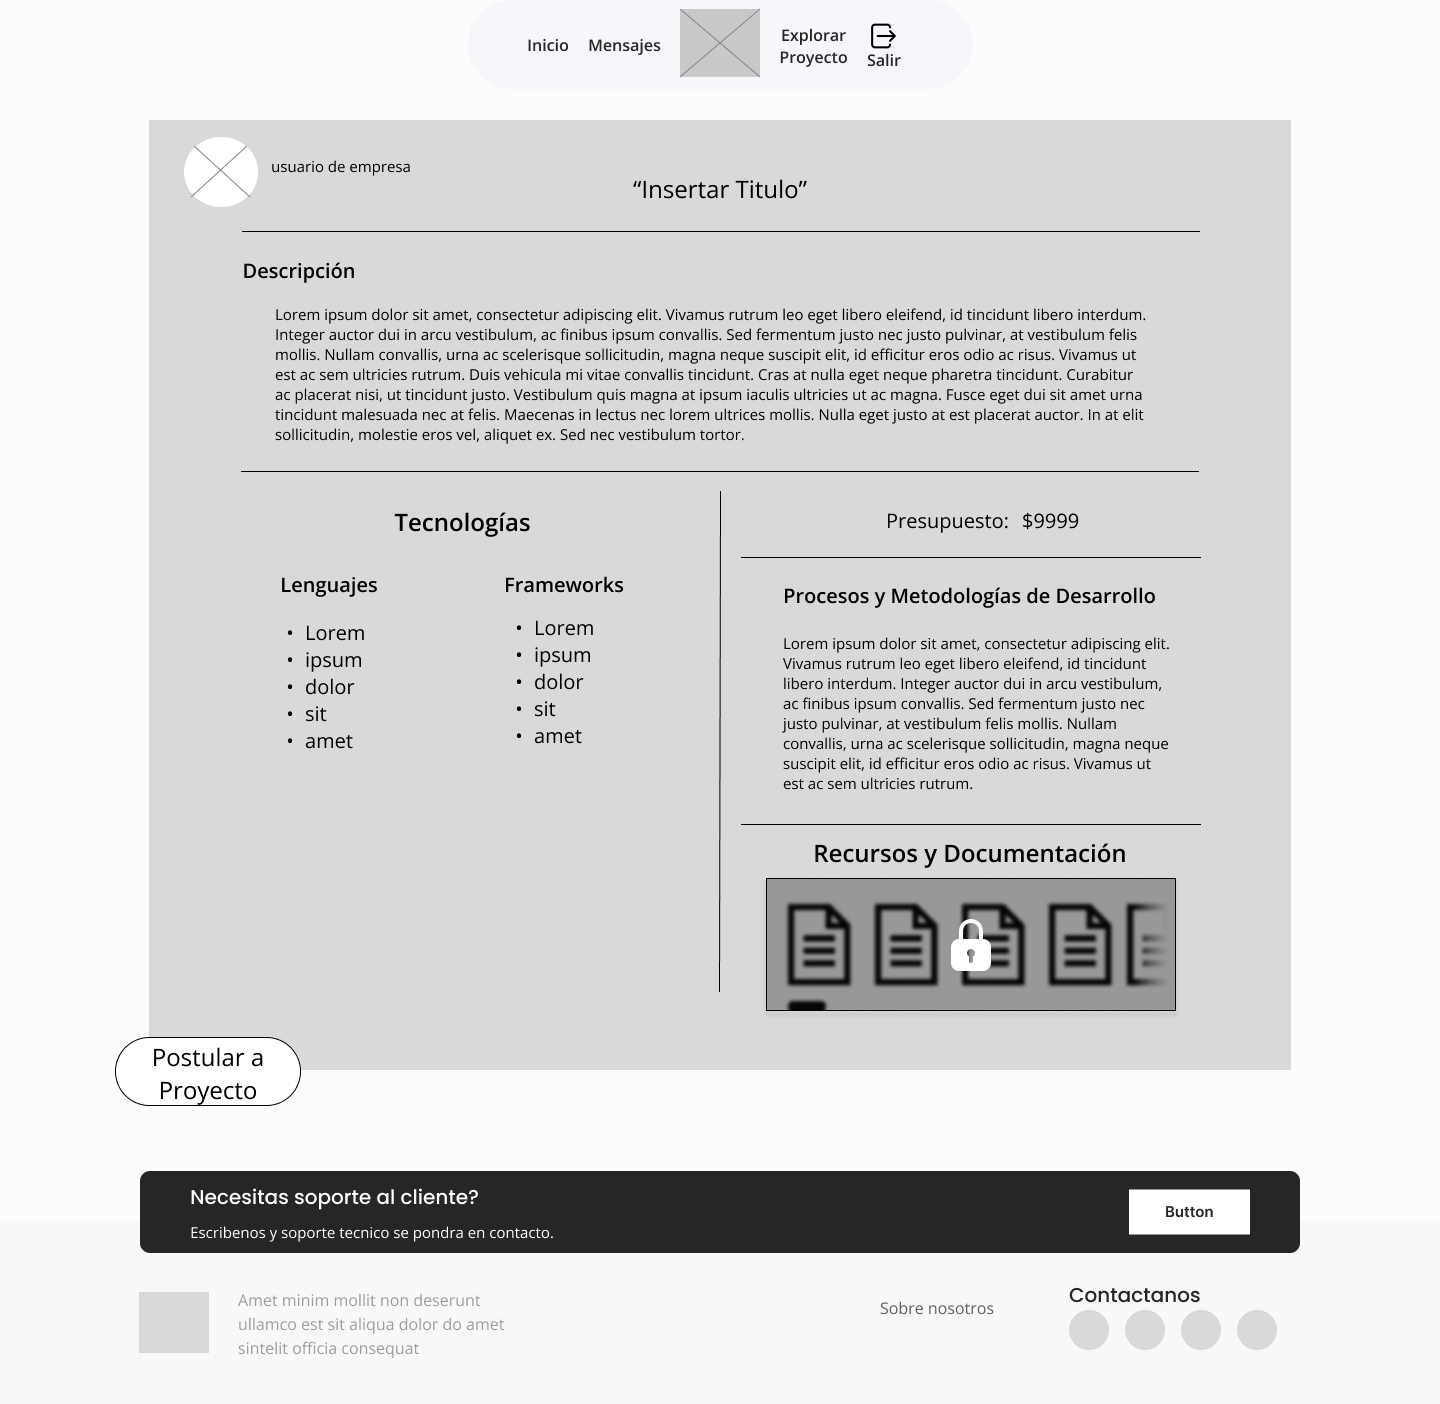 Inicio
Mensajes
Explorar
Proyecto
Salir
usuario de empresa
“Insertar Titulo”
Descripción
Lorem ipsum dolor sit amet, consectetur adipiscing elit. Vivamus rutrum leo eget libero eleifend, id tincidunt libero interdum.
Integer auctor dui in arcu vestibulum, ac finibus ipsum convallis. Sed fermentum justo nec justo pulvinar, at vestibulum felis
mollis. Nullam convallis, urna ac scelerisque sollicitudin, magna neque suscipit elit, id efficitur eros odio ac risus. Vivamus ut
est ac sem ultricies rutrum. Duis vehicula mi vitae convallis tincidunt. Cras at nulla eget neque pharetra tincidunt. Curabitur
ac placerat nisi, ut tincidunt justo. Vestibulum quis magna at ipsum iaculis ultricies ut ac magna. Fusce eget dui sit amet urna
tincidunt malesuada nec at felis. Maecenas in lectus nec lorem ultrices mollis. Nulla eget justo at est placerat auctor. In at elit
sollicitudin, molestie eros vel, aliquet ex. Sed nec vestibulum tortor.
Tecnologías
Lenguajes
• Lorem
• ipsum
• dolor
• sit
• amet
Frameworks
• Lorem
• ipsum
• dolor
• sit
• amet
Presupuesto: $9999
Procesos y Metodologías de Desarrollo
Lorem ipsum dolor sit amet, consectetur adipiscing elit.
Vivamus rutrum leo eget libero eleifend, id tincidunt
libero interdum. Integer auctor dui in arcu vestibulum,
ac finibus ipsum convallis. Sed fermentum justo nec
justo pulvinar, at vestibulum felis mollis. Nullam
convallis, urna ac scelerisque sollicitudin, magna neque
suscipit elit, id efficitur eros odio ac risus. Vivamus ut
est ac sem ultricies rutrum.
Recursos y Documentación
Postular a
Proyecto
Necesitas soporte al cliente?
Escribenos y soporte tecnico se pondra en contacto.
Button
Amet minim mollit non deserunt
ullamco est sit aliqua dolor do amet
sintelit officia consequat
Sobre nosotros
Contactanos